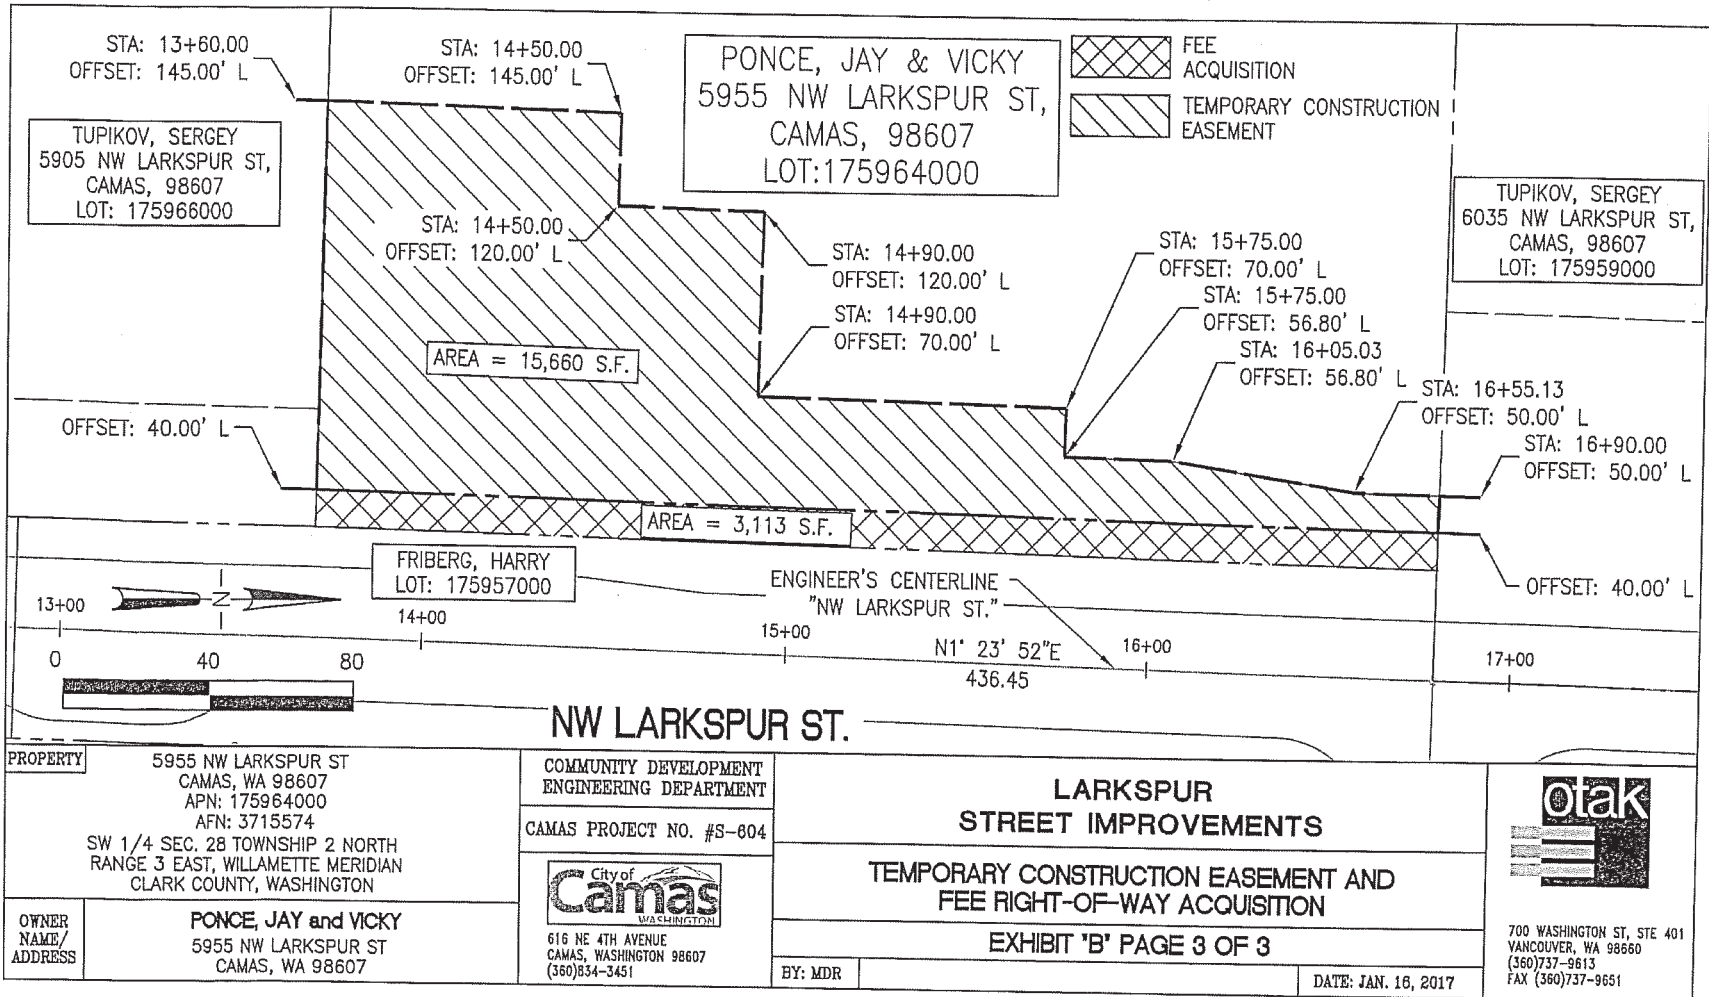 STA: 13+60.00
OFFSET: 145.00' L
STA: 14+50.00
OFFSET: 145.00' L
PONCE, JAY & VICKY
5955 NW LARKSPUR ST,
CAMAS, 98607
LOT:175964000
FEE
ACQUISITION
TEMPORARY CONSTRUCTION
EASEMENT
TUPIKOV, SERGEY
5905 NW LARKSPUR ST,
CAMAS, 98607
LOT: 175966000
TUPIKOV, SERGEY
6035 NW LARKSPUR ST,
CAMAS, 98607
LOT: 175959000
STA: 14+50.00
OFFSET: 120.00' L
STA: 14+90.00
OFFSET: 120.00' L
STA: 14+90.00
OFFSET: 70.00' L
STA: 15+75.00
OFFSET: 70.00' L
STA: 15+75.00
OFFSET: 56.80' L
STA: 16+05.03
OFFSET: 56.80' L
STA: 16+55.13
OFFSET: 50.00' L
STA: 16+90.00
OFFSET: 50.00' L
AREA = 15,660 S.F.
OFFSET: 40.00' L
AREA = 3,113 S.F.
OFFSET: 40.00' L
FRIBERG, HARRY
LOT: 175957000
ENGINEER'S CENTERLINE
"NW LARKSPUR ST."
N
13+00
14+00
15+00
N1° 23' 52"E
436.45
16+00
17+00
0 40 80
NW LARKSPUR ST.
PROPERTY
5955 NW LARKSPUR ST
CAMAS, WA 98607
APN: 175964000
AFN: 3715574
SW 1/4 SEC. 28 TOWNSHIP 2 NORTH
RANGE 3 EAST, WILLAMETTE MERIDIAN
CLARK COUNTY, WASHINGTON
OWNER
NAME/
ADDRESS
PONCE, JAY and VICKY
5955 NW LARKSPUR ST
CAMAS, WA 98607
COMMUNITY DEVELOPMENT
ENGINEERING DEPARTMENT
CAMAS PROJECT NO. #S-604
City of
Camas
WASHINGTON
616 NE 4TH AVENUE
CAMAS, WASHINGTON 98607
(360)834-3451
LARKSPUR
STREET IMPROVEMENTS
TEMPORARY CONSTRUCTION EASEMENT AND
FEE RIGHT-OF-WAY ACQUISITION
EXHIBIT "B" PAGE 3 OF 3
BY: MDR
DATE: JAN. 16, 2017
otak
700 WASHINGTON ST, STE 401
VANCOUVER, WA 98660
(360)737-9613
FAX (360)737-9651